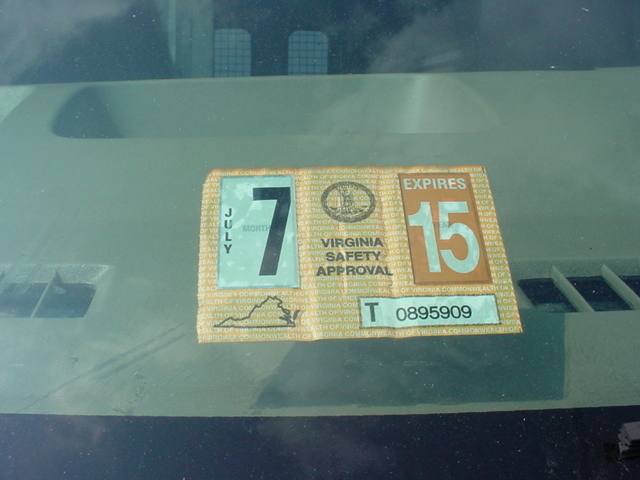 JULY
MONTH
7
VIRGINIA
SAFETY
APPROVAL
EXPIRES
15
T 0895909